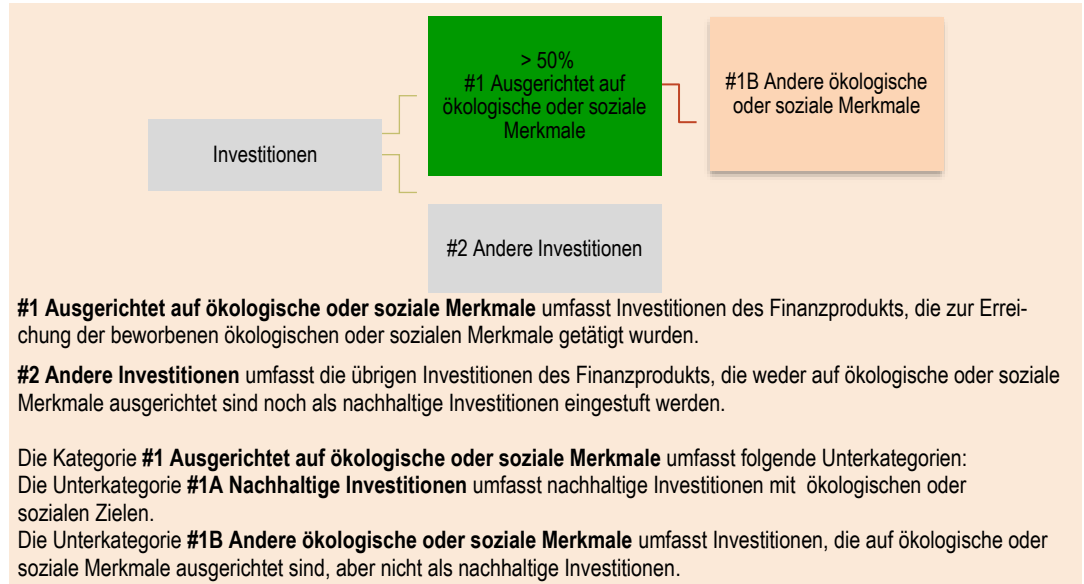 > 50%
#1 Ausgerichtet auf
ökologische oder soziale
Merkmale
#1B Andere ökologische
oder soziale Merkmale
Investitionen
#2 Andere Investitionen
#1 Ausgerichtet auf ökologische oder soziale Merkmale umfasst Investitionen des Finanzprodukts, die zur Errei-
chung der beworbenen ökologischen oder sozialen Merkmale getätigt wurden.
#2 Andere Investitionen umfasst die übrigen Investitionen des Finanzprodukts, die weder auf ökologische oder soziale
Merkmale ausgerichtet sind noch als nachhaltige Investitionen eingestuft werden.
Die Kategorie #1 Ausgerichtet auf ökologische oder soziale Merkmale umfasst folgende Unterkategorien:
Die Unterkategorie #1A Nachhaltige Investitionen umfasst nachhaltige Investitionen mit ökologischen oder
sozialen Zielen.
Die Unterkategorie #1B Andere ökologische oder soziale Merkmale umfasst Investitionen, die auf ökologische oder
soziale Merkmale ausgerichtet sind, aber nicht als nachhaltige Investitionen.